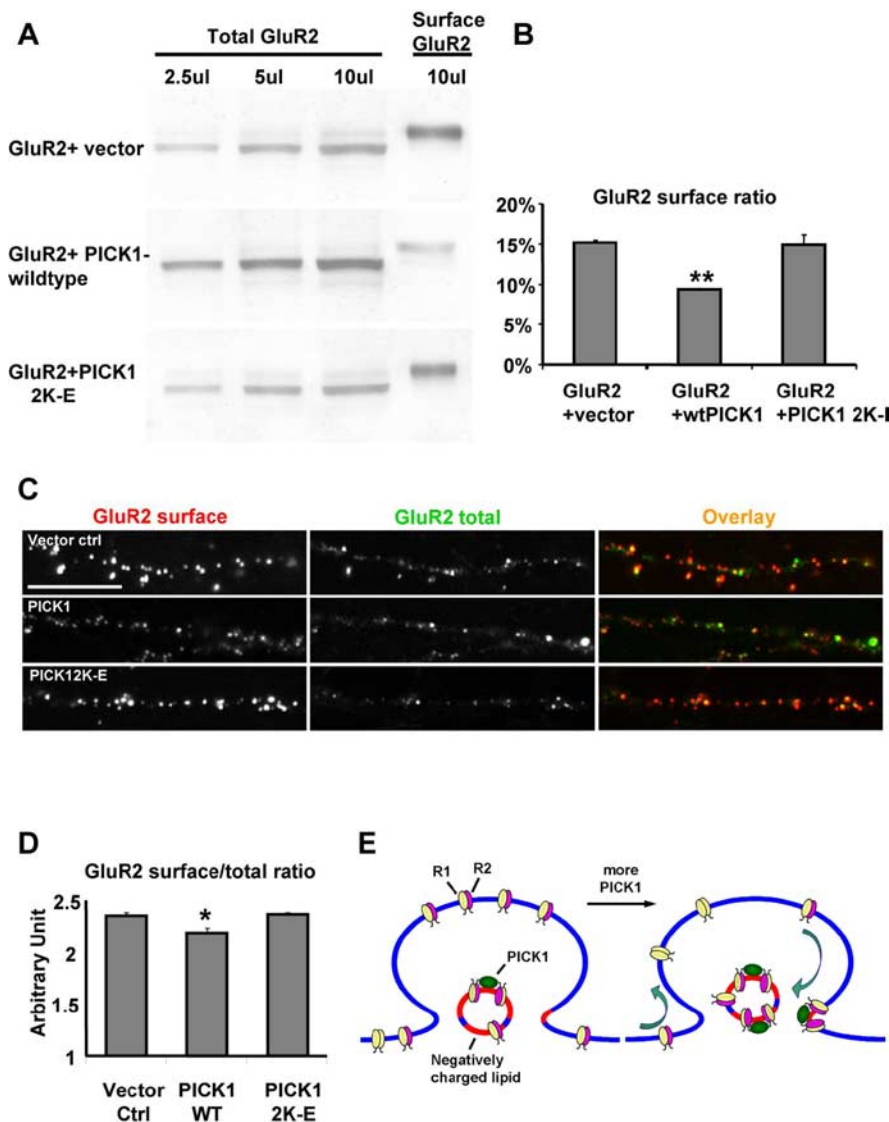 A
Total GluR2
Surface
GluR2
2.5ul 5ul 10ul 10ul
GluR2+ vector
GluR2+ PICK1-
wildtype
GluR2+PICK1
2K-E
B
GluR2 surface ratio
20%
15%
10%
5%
0%
**
GluR2
+vector
GluR2
+wtPICK1
GluR2
+PICK1 2K-E
C
GluR2 surface GluR2 total Overlay
Vector ctrl
PICK1
PICK12K-E
D
GluR2 surface/total ratio
Arbitrary Unit
2.5
2
1.5
1
*
Vector
Ctrl
PICK1
WT
PICK1
2K-E
E
R1 R2
more
PICK1
PICK1
Negatively
charged lipid